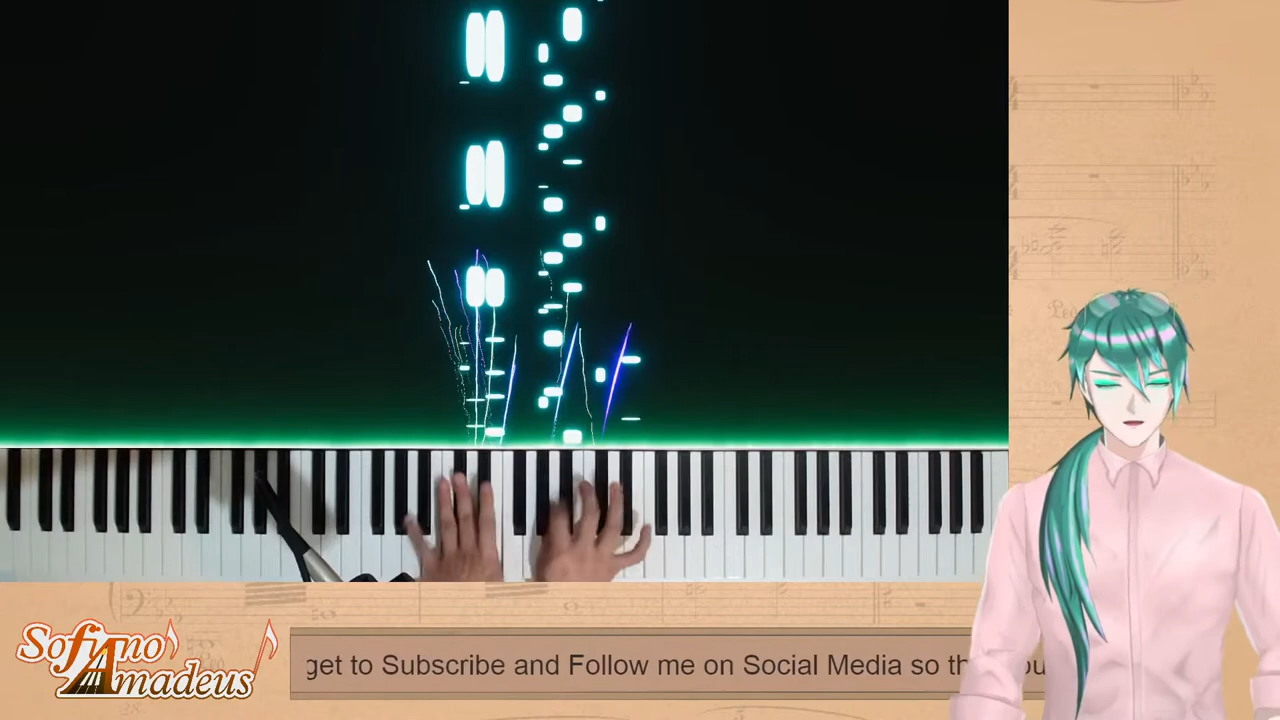 Sofiano
Amadeus
get to Subscribe and Follow me on Social Media so th